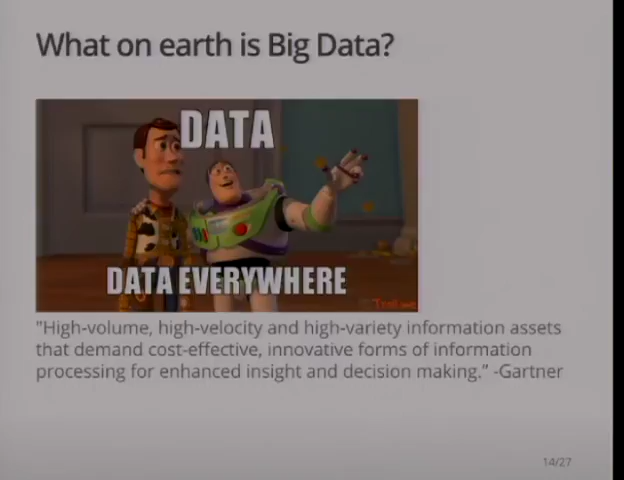 What on earth is Big Data?
DATA
DATA EVERYWHERE
"High-volume, high-velocity and high-variety information assets
that demand cost-effective, innovative forms of information
processing for enhanced insight and decision making.” -Gartner
14/27